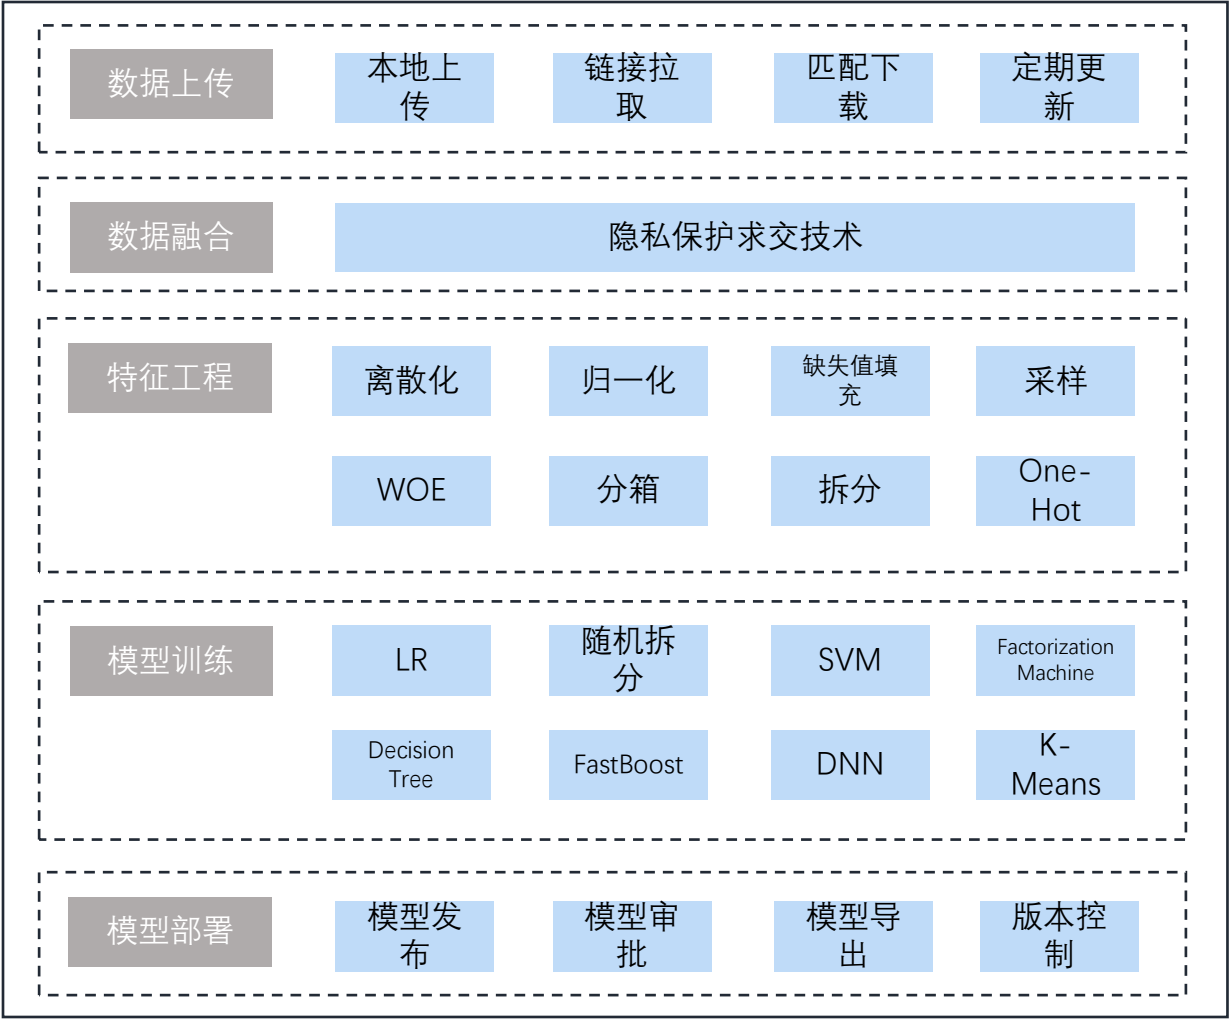 数据上传
本地上
传
链接拉
取
匹配下
载
定期更
新
数据融合
隐私保护求交技术
特征工程
离散化
归一化
缺失值填
充
采样
WOE
分箱
拆分
One-
Hot
模型训练
LR
随机拆
分
SVM
Factorization
Machine
Decision
Tree
FastBoost
DNN
K-
Means
模型部署
模型发
布
模型审
批
模型导
出
版本控
制